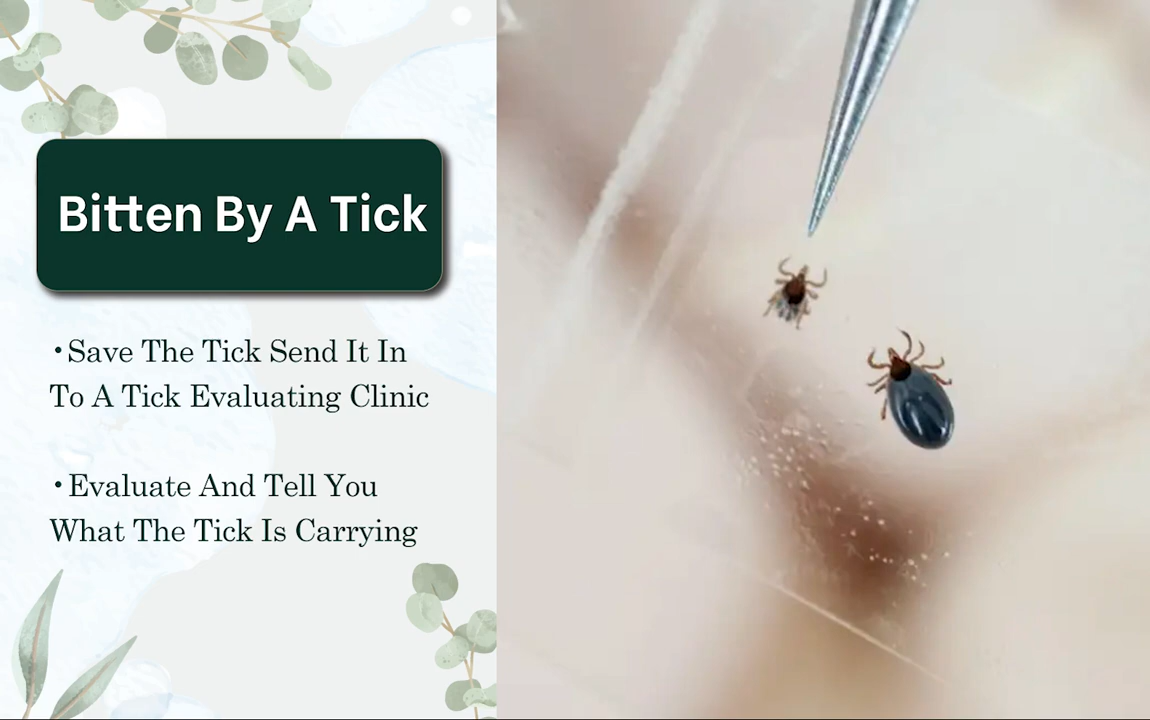 Bitten By A Tick
•Save The Tick Send It In
To A Tick Evaluating Clinic
•Evaluate And Tell You
What The Tick Is Carrying